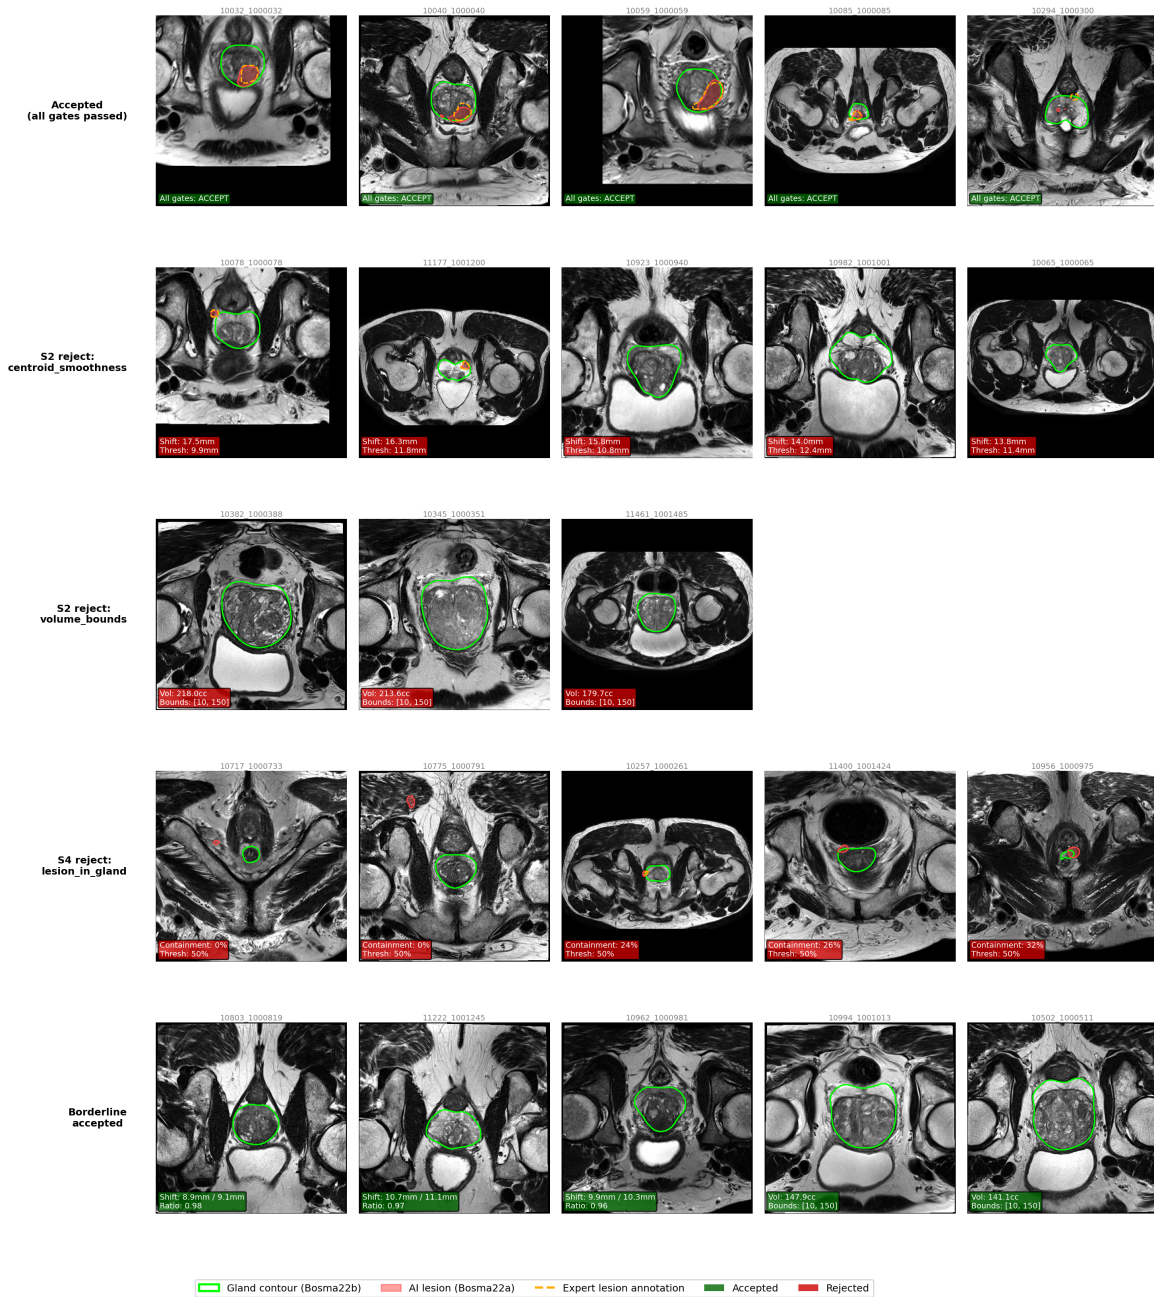 10032_1000032
10040_1000040
10059_1000059
10085_1000085
10294_1000300
Accepted
(all gates passed)
All gates: ACCEPT
All gates: ACCEPT
All gates: ACCEPT
All gates: ACCEPT
All gates: ACCEPT
10078_1000078
11177_1001200
10923_1000940
10982_1001001
10065_1000065
S2 reject:
centroid_smoothness
Shift: 17.5mm
Thresh: 9.9mm
Shift: 16.3mm
Thresh: 11.8mm
Shift: 15.8mm
Thresh: 10.8mm
Shift: 14.0mm
Thresh: 12.4mm
Shift: 13.8mm
Thresh: 11.4mm
10382_1000388
10345_1000351
11461_1001485
S2 reject:
volume_bounds
Vol: 218.0cc
Bounds: [10, 150]
Vol: 213.6cc
Bounds: [10, 150]
Vol: 179.7cc
Bounds: [10, 150]
10717_1000733
10775_1000791
10257_1000261
11400_1001424
10956_1000975
S4 reject:
lesion_in_gland
Containment: 0%
Thresh: 50%
Containment: 0%
Thresh: 50%
Containment: 24%
Thresh: 50%
Containment: 26%
Thresh: 50%
Containment: 32%
Thresh: 50%
10803_1000819
11222_1001245
10962_1000981
10994_1001013
10502_1000511
Borderline
accepted
Shift: 8.9mm / 9.1mm
Ratio: 0.98
Shift: 10.7mm / 11.1mm
Ratio: 0.97
Shift: 9.9mm / 10.3mm
Ratio: 0.96
Vol: 147.9cc
Bounds: [10, 150]
Vol: 141.1cc
Bounds: [10, 150]
Gland contour (Bosma22b)
AI lesion (Bosma22a)
Expert lesion annotation
Accepted
Rejected